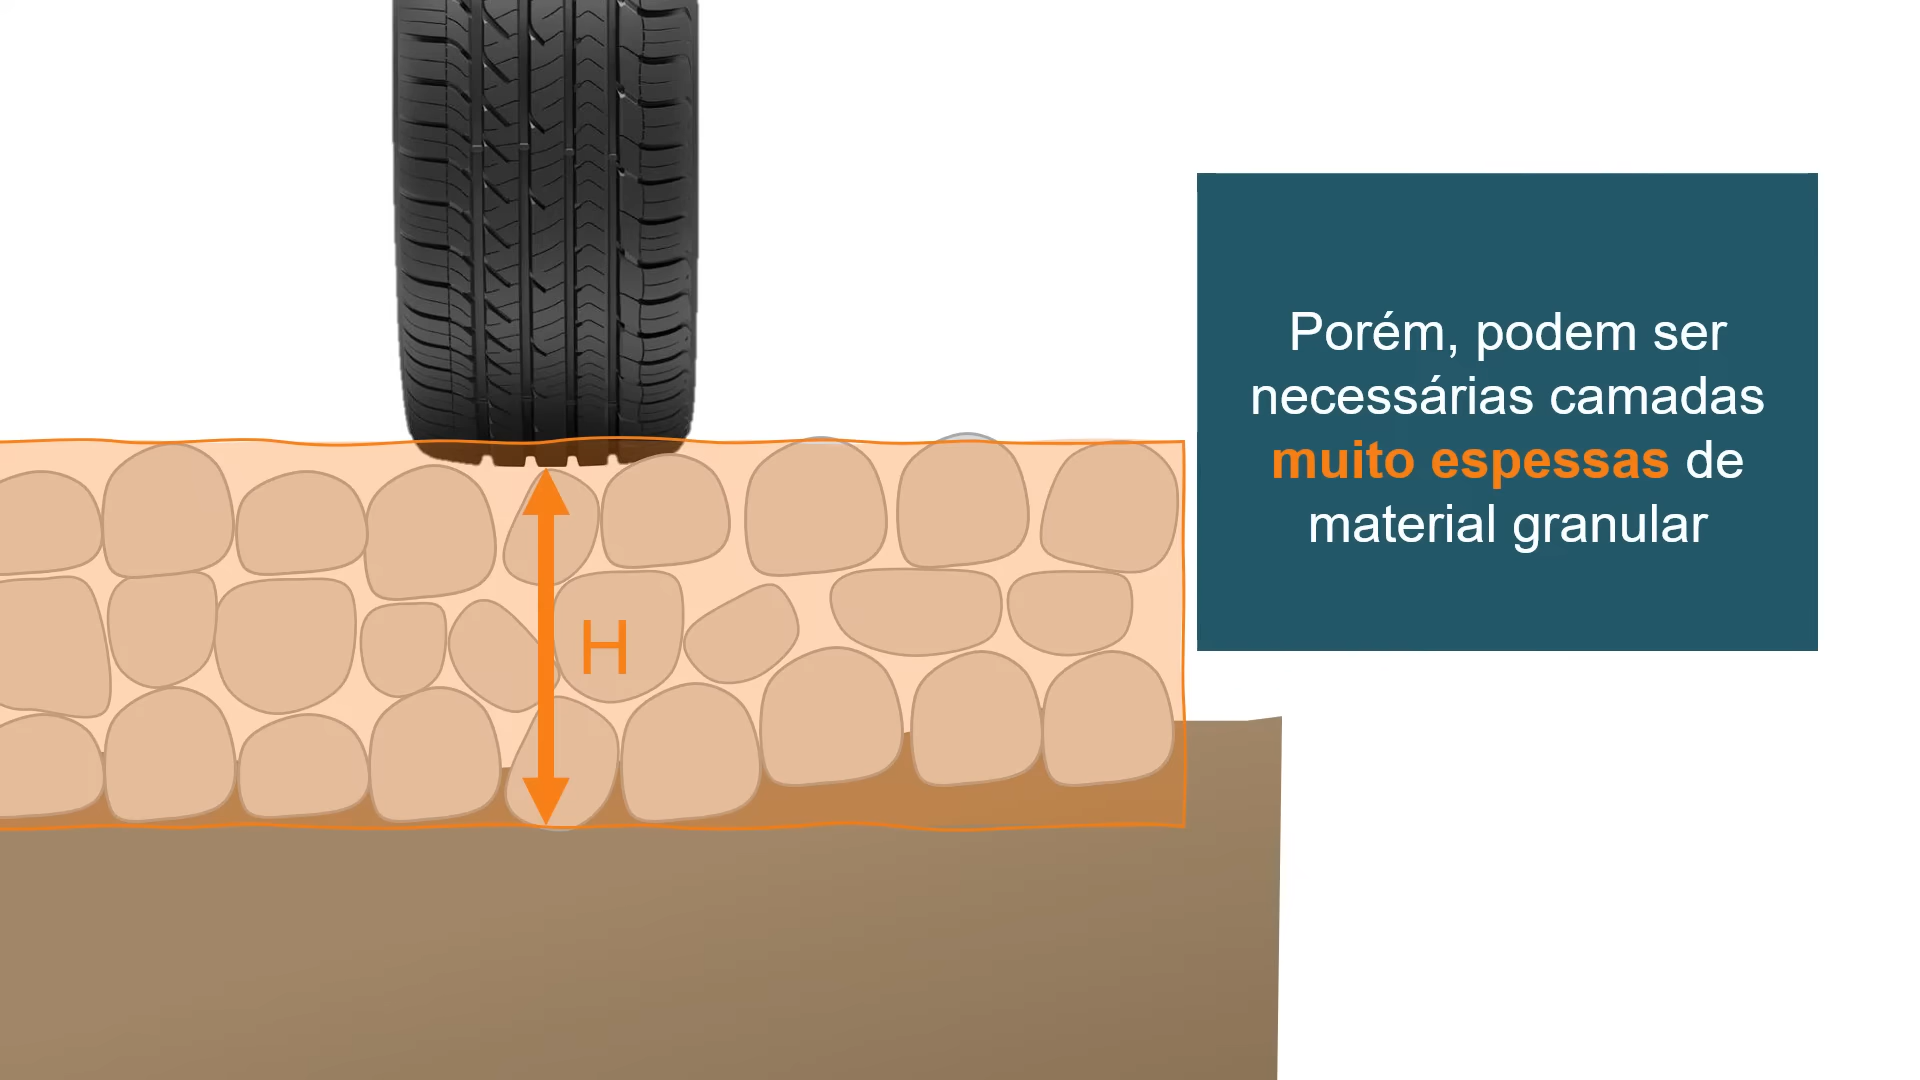 Porém, podem ser
necessárias camadas
muito espessas de
material granular
H